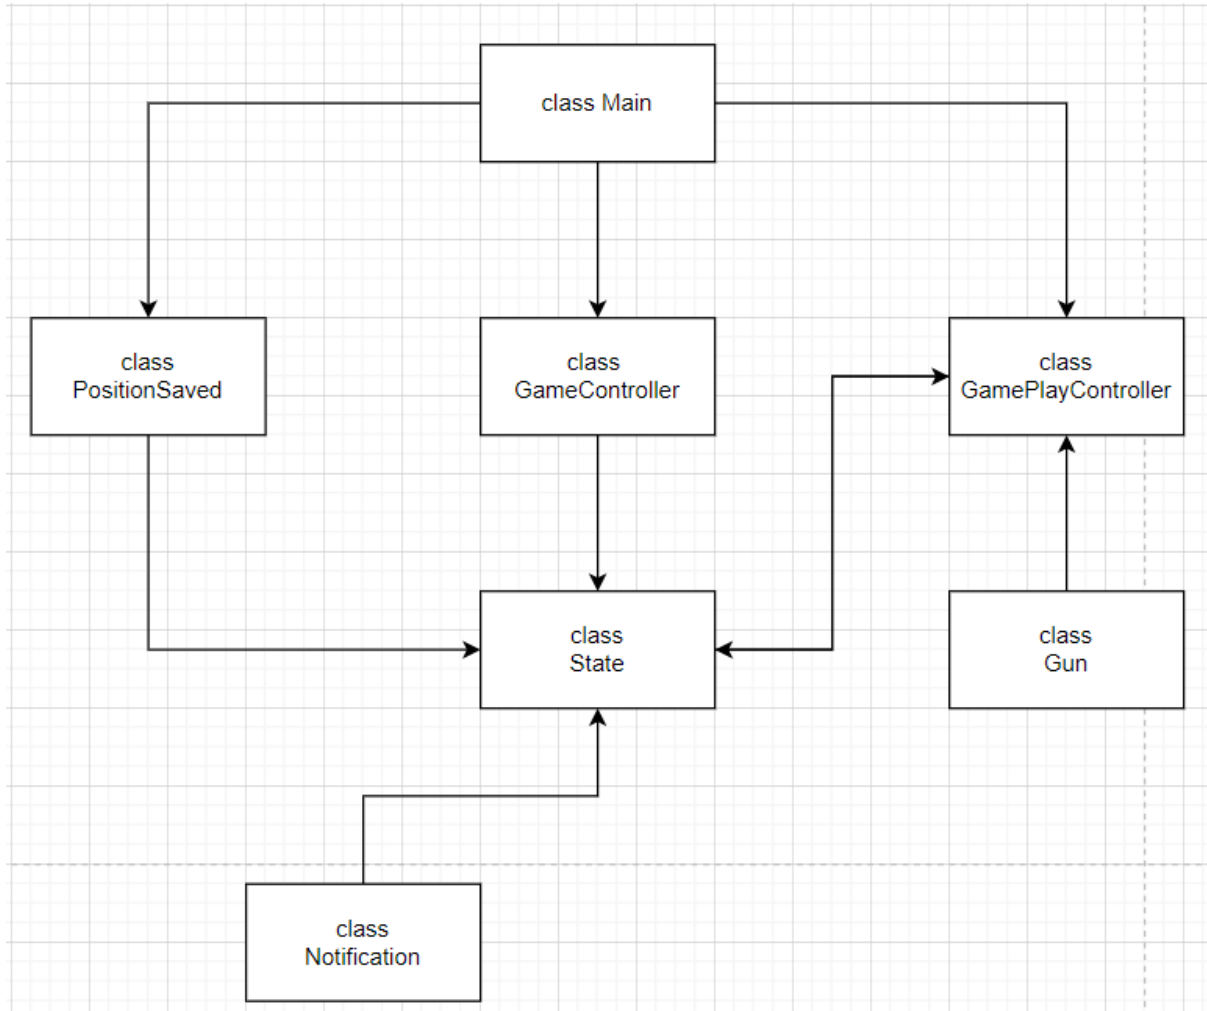 class Main
class
PositionSaved
class
GameController
class
GamePlayController
class
State
class
Gun
class
Notification